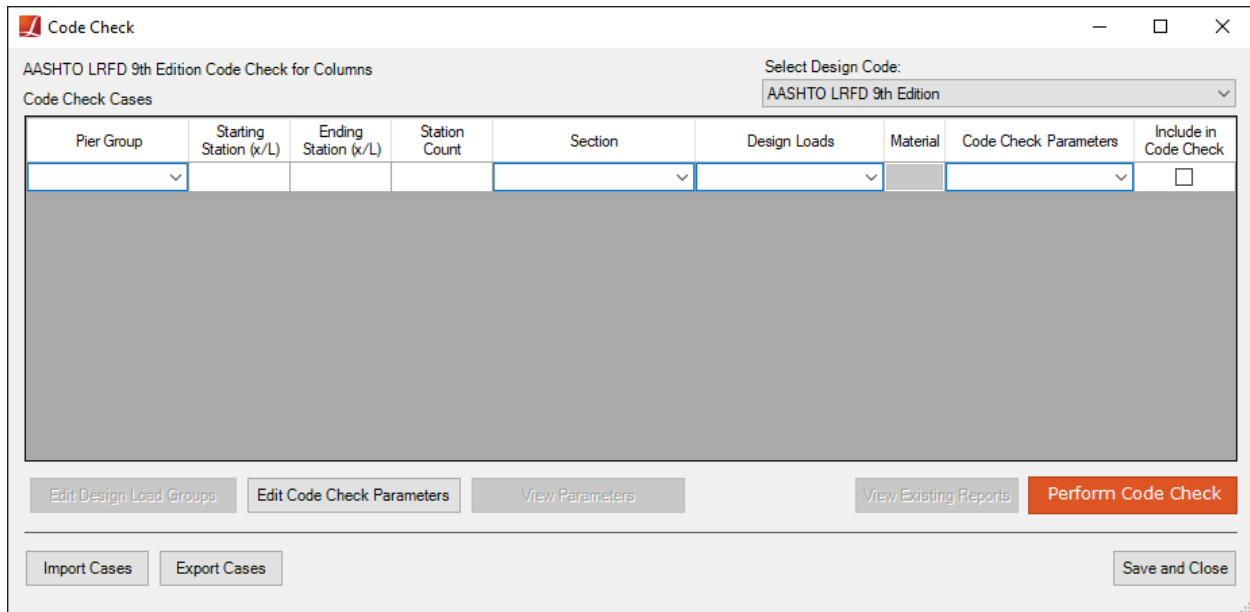 Code Check
AASHTO LRFD 9th Edition Code Check for Columns
Select Design Code:
Code Check Cases
AASHTO LRFD 9th Edition
Pier Group
Starting
Station (x/L)
Ending
Station (x/L)
Station
Count
Section
Design Loads
Material
Code Check Parameters
Include in
Code Check
Edit Design Load Groups
Edit Code Check Parameters
View Parameters
View Existing Reports
Perform Code Check
Import Cases
Export Cases
Save and Close